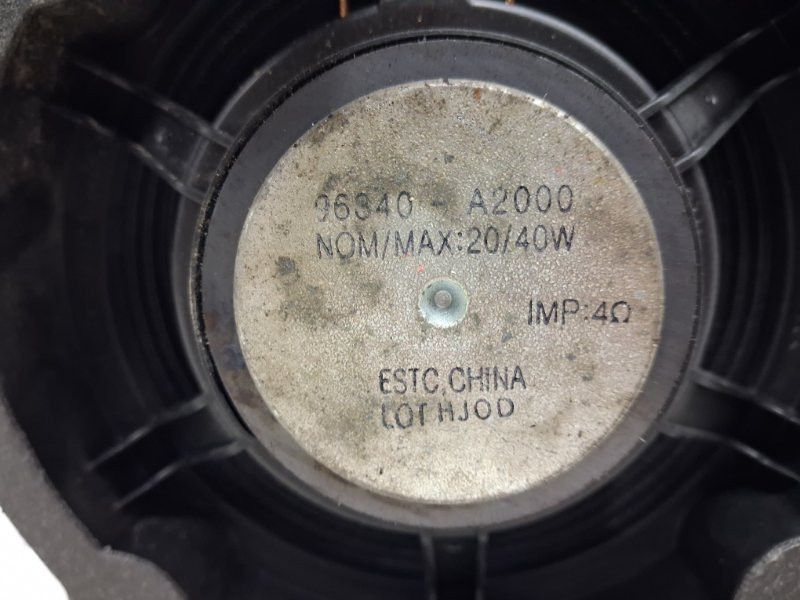 96340 - A2000
NOM/MAX:20/40W
IMP:4Ω
ESTC,CHINA
LOT HJOD